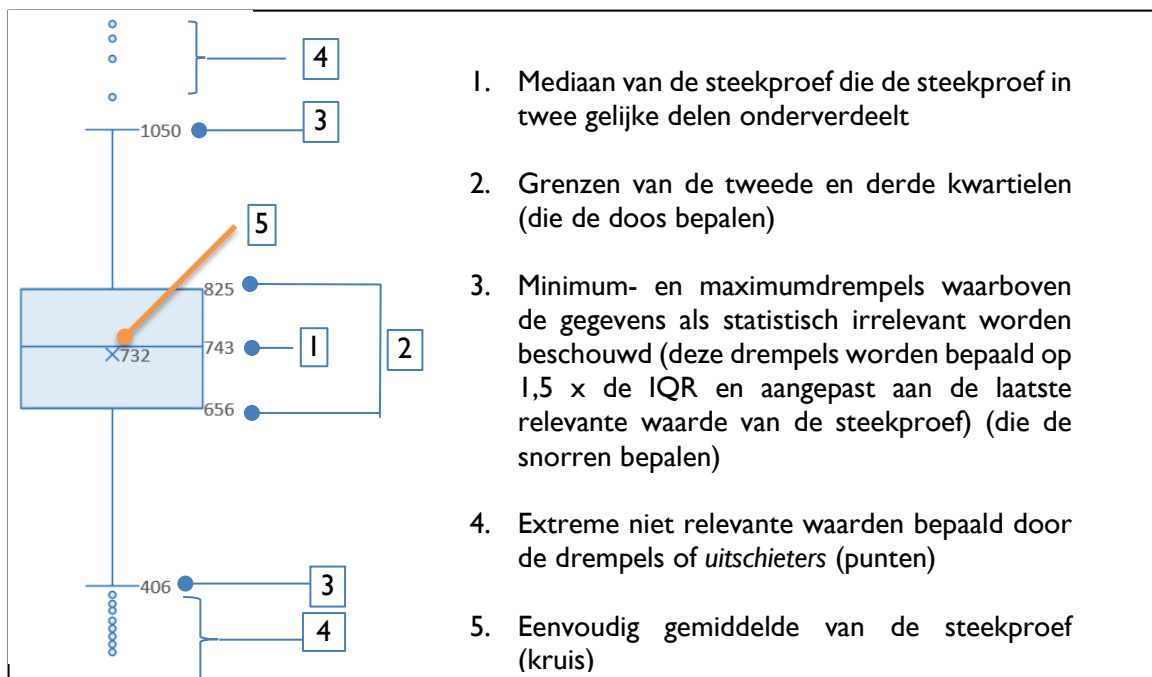 4
1050
3
5
825
743
1
2
732
656
406
3
4
1. Mediaan van de steekproef die de steekproef in
twee gelijke delen onderverdeelt
2. Grenzen van de tweede en derde kwartielen
(die de doos bepalen)
3. Minimum- en maximumdrempels waarboven
de gegevens als statistisch irrelevant worden
beschouwd (deze drempels worden bepaald op
1,5 x de IQR en aangepast aan de laatste
relevante waarde van de steekproef) (die de
snorren bepalen)
4. Extreme niet relevante waarden bepaald door
de drempels of uitschieters (punten)
5. Eenvoudig gemiddelde van de steekproef
(kruis)